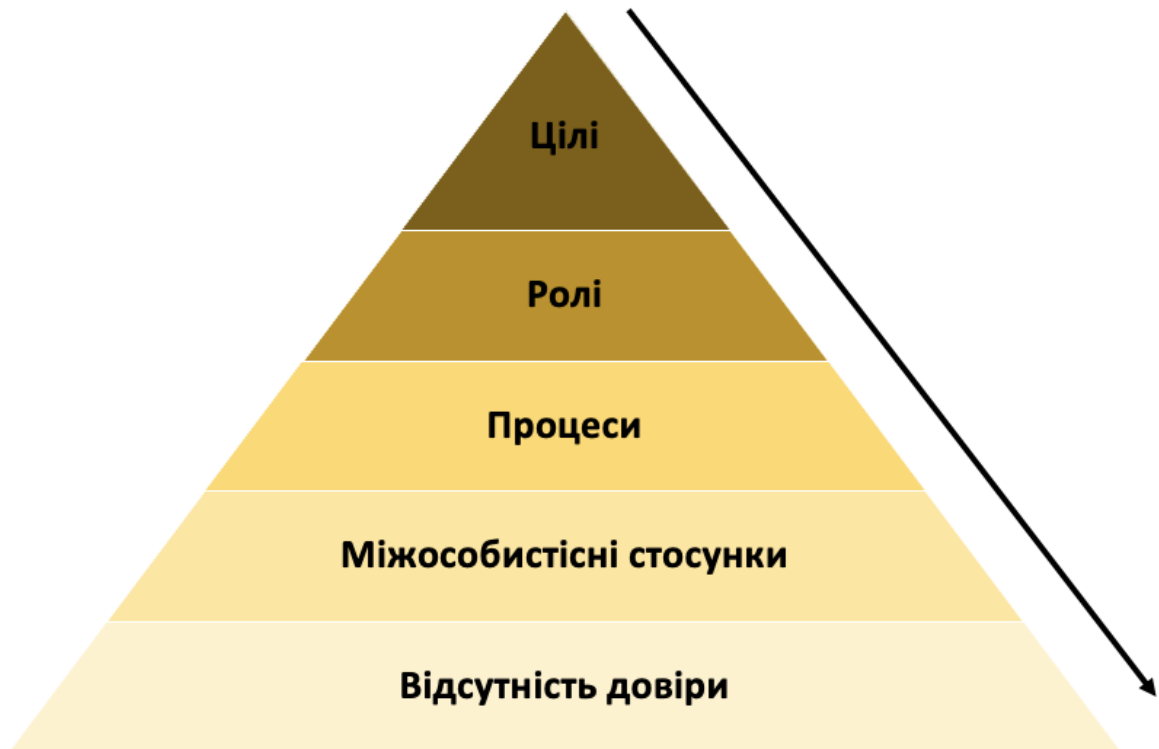 Цілі
Ролі
Процеси
Міжособистісні стосунки
Відсутність довіри